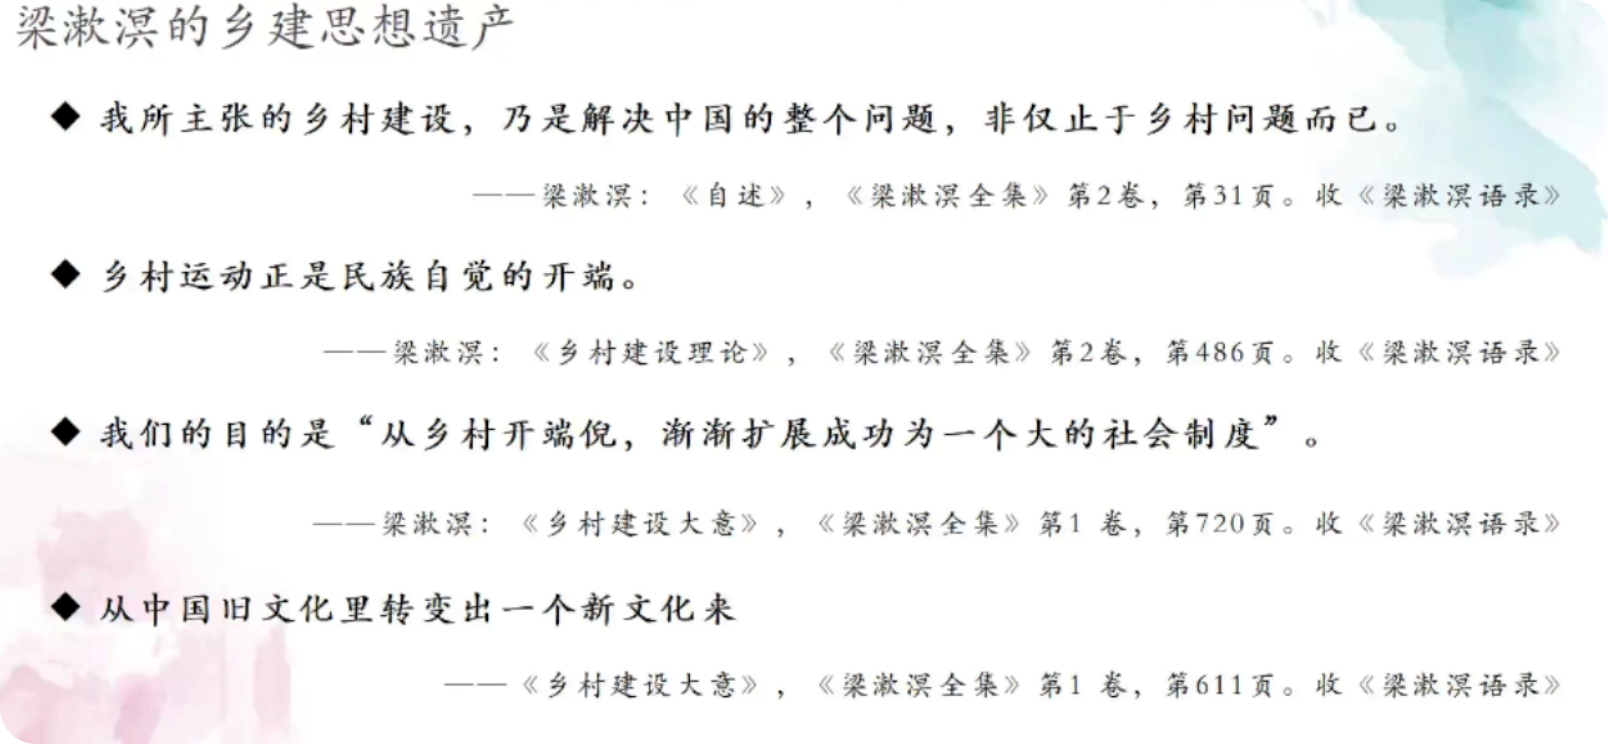 梁漱溟的乡建思想遗产
◆ 我所主张的乡村建设，乃是解决中国的整个问题，非仅止于乡村问题而已。
——梁漱溟：《自述》，《梁漱溟全集》第2卷，第31页。收《梁漱溟语录》
◆ 乡村运动正是民族自觉的开端。
——梁漱溟：《乡村建设理论》，《梁漱溟全集》第2卷，第486页。收《梁漱溟语录》
◆ 我们的目的是“从乡村开端倪，渐渐扩展成功为一个大的社会制度”。
——梁漱溟：《乡村建设大意》，《梁漱溟全集》第1 卷，第720页。收《梁漱溟语录》
◆ 从中国旧文化里转变出一个新文化来
——《乡村建设大意》，《梁漱溟全集》第1 卷，第611页。收《梁漱溟语录》